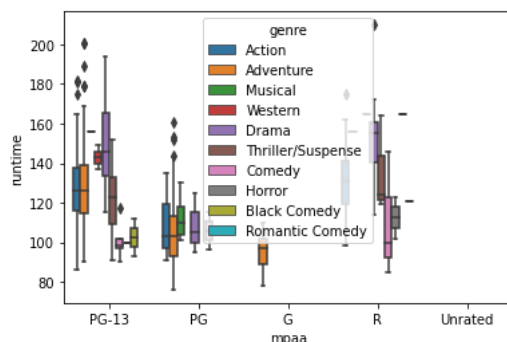 genre
Action
Adventure
Musical
Western
Drama
Thriller/Suspense
Comedy
Horror
Black Comedy
Romantic Comedy
runtime
200
180
160
140
120
100
80
PG-13 PG G R Unrated
mpaa